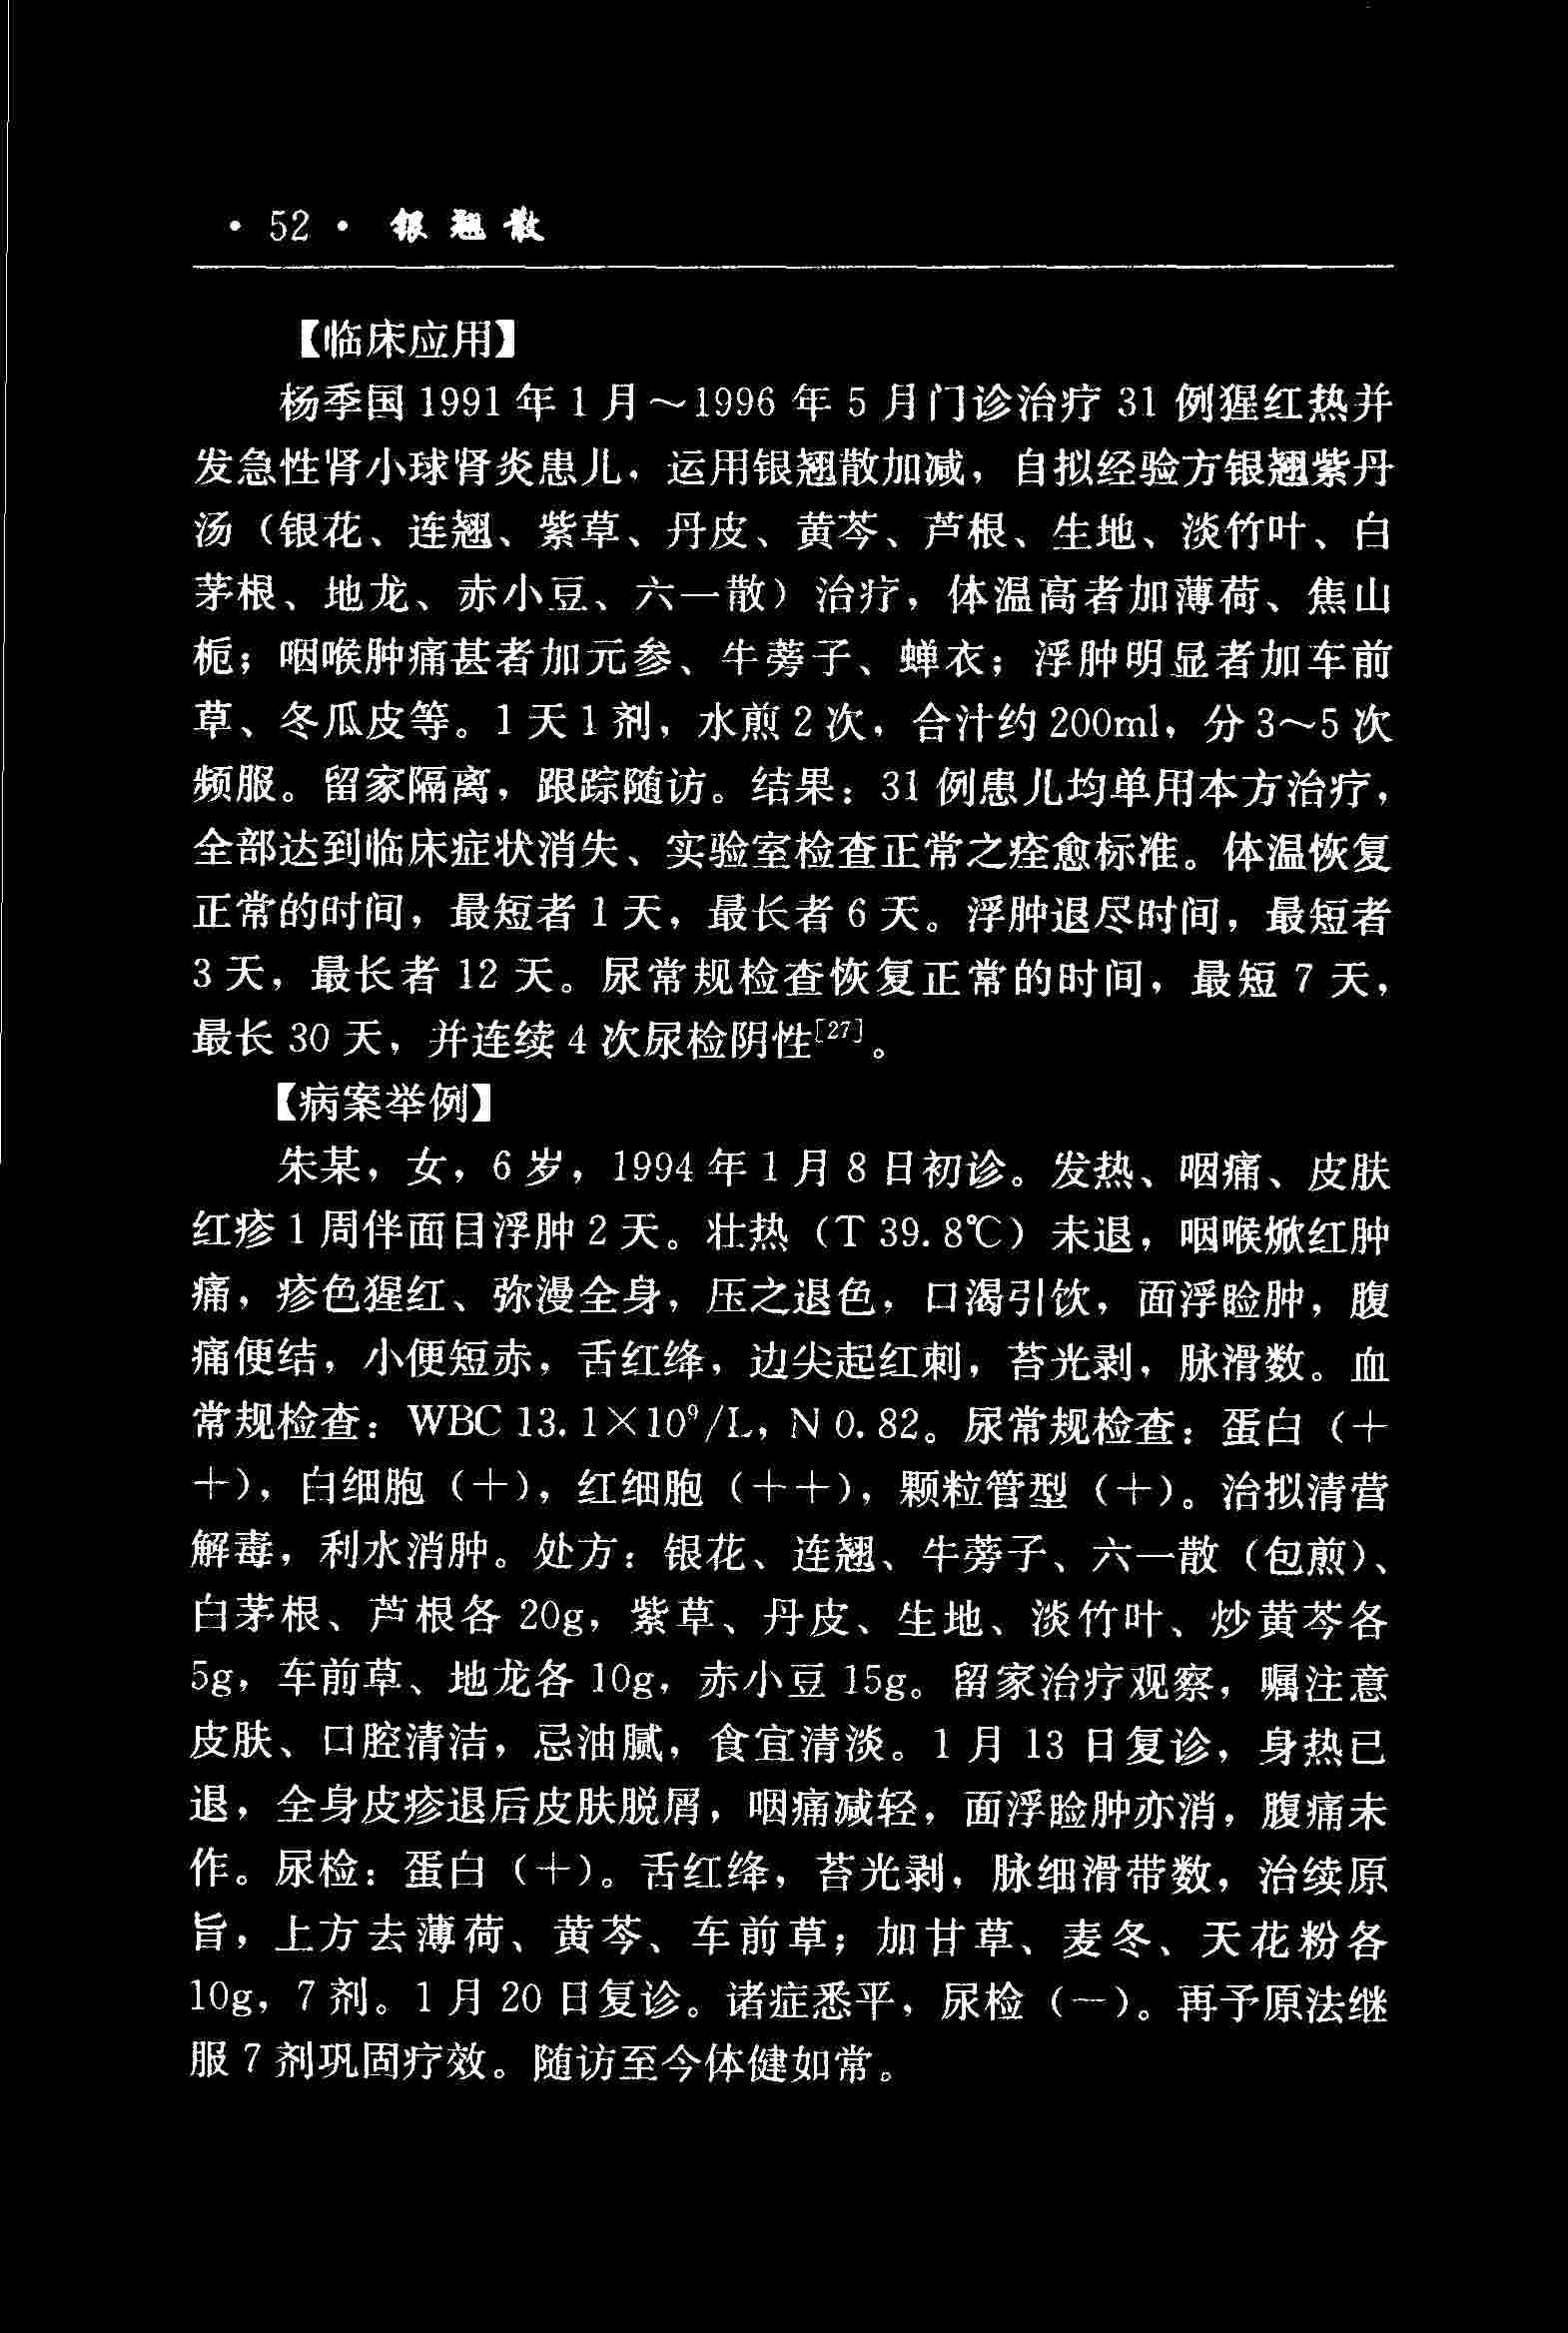 · 52 · 银翘散
【临床应用】
杨季国 1991 年 1 月～1996 年 5 月门诊治疗 31 例猩红热并
发急性肾小球肾炎患儿，运用银翘散加减，自拟经验方银翘紫丹
汤（银花、连翘、紫草、丹皮、黄芩、芦根、生地、淡竹叶、白
茅根、地龙、赤小豆、六一散）治疗，体温高者加薄荷、焦山
栀；咽喉肿痛甚者加元参、牛蒡子、蝉衣；浮肿明显者加车前
草、冬瓜皮等。1 天 1 剂，水煎 2 次，合汁约 200ml，分 3～5 次
频服。留家隔离，跟踪随访。结果：31 例患儿均单用本方治疗，
全部达到临床症状消失、实验室检查正常之痊愈标准。体温恢复
正常的时间，最短者 1 天，最长者 6 天。浮肿退尽时间，最短者
3 天，最长者 12 天。尿常规检查恢复正常的时间，最短 7 天，
最长 30 天，并连续 4 次尿检阴性[27]。
【病案举例】
朱某，女，6 岁，1994 年 1 月 8 日初诊。发热、咽痛、皮肤
红疹 1 周伴面目浮肿 2 天。壮热（T 39.8℃）未退，咽喉焮红肿
痛，疹色猩红、弥漫全身，压之退色，口渴引饮，面浮睑肿，腹
痛便结，小便短赤，舌红绛，边尖起红刺，苔光剥，脉滑数。血
常规检查：WBC 13.1×10⁹/L，N 0.82。尿常规检查：蛋白（+
+），白细胞（+），红细胞（++），颗粒管型（+）。治拟清营
解毒，利水消肿。处方：银花、连翘、牛蒡子、六一散（包煎）、
白茅根、芦根各 20g，紫草、丹皮、生地、淡竹叶、炒黄芩各
5g，车前草、地龙各 10g，赤小豆 15g。留家治疗观察，嘱注意
皮肤、口腔清洁，忌油腻，食宜清淡。1 月 13 日复诊，身热已
退，全身皮疹退后皮肤脱屑，咽痛减轻，面浮睑肿亦消，腹痛未
作。尿检：蛋白（+）。舌红绛，苔光剥，脉细滑带数，治续原
旨，上方去薄荷、黄芩、车前草；加甘草、麦冬、天花粉各
10g，7 剂。1 月 20 日复诊。诸症悉平，尿检（一）。再予原法继
服 7 剂巩固疗效。随访至今体健如常。